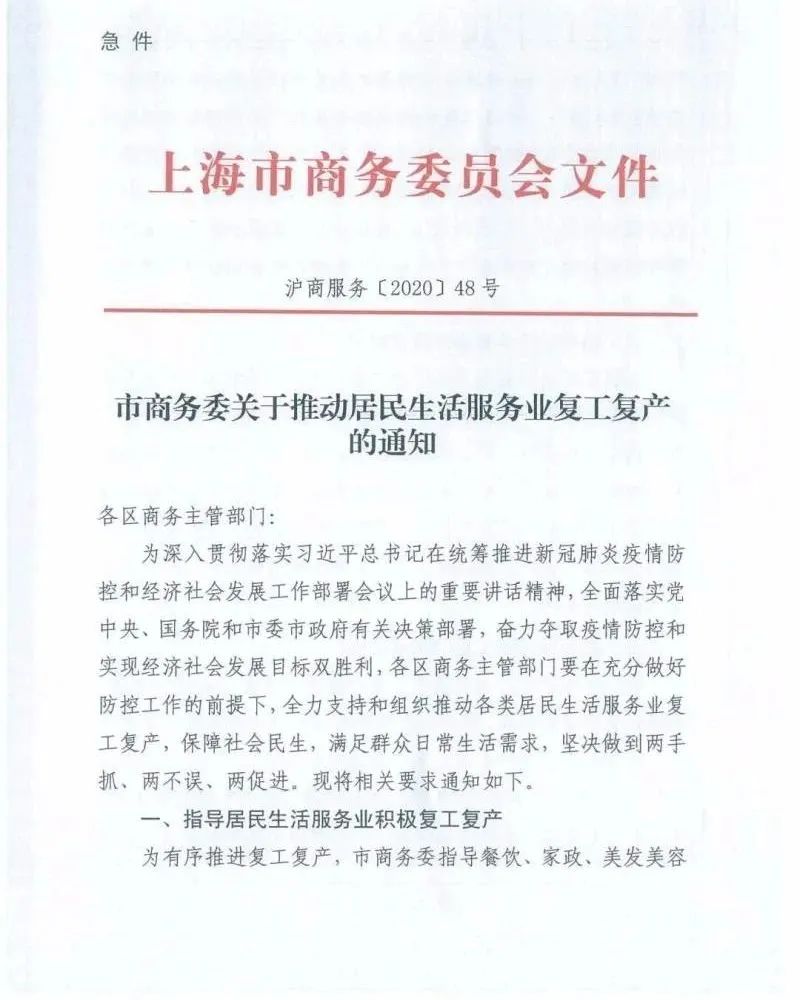 急 件
上海市商务委员会文件
沪商服务〔2020〕48 号
市商务委关于推动居民生活服务业复工复产
的通知
各区商务主管部门：
为深入贯彻落实习近平总书记在统筹推进新冠肺炎疫情防
控和经济社会发展工作部署会议上的重要讲话精神，全面落实党
中央、国务院和市委市政府有关决策部署，奋力夺取疫情防控和
实现经济社会发展目标双胜利，各区商务主管部门要在充分做好
防控工作的前提下，全力支持和组织推动各类居民生活服务业复
工复产，保障社会民生，满足群众日常生活需求，坚决做到两手
抓、两不误、两促进。现将相关要求通知如下。
一、指导居民生活服务业积极复工复产
为有序推进复工复产，市商务委指导餐饮、家政、美发美容